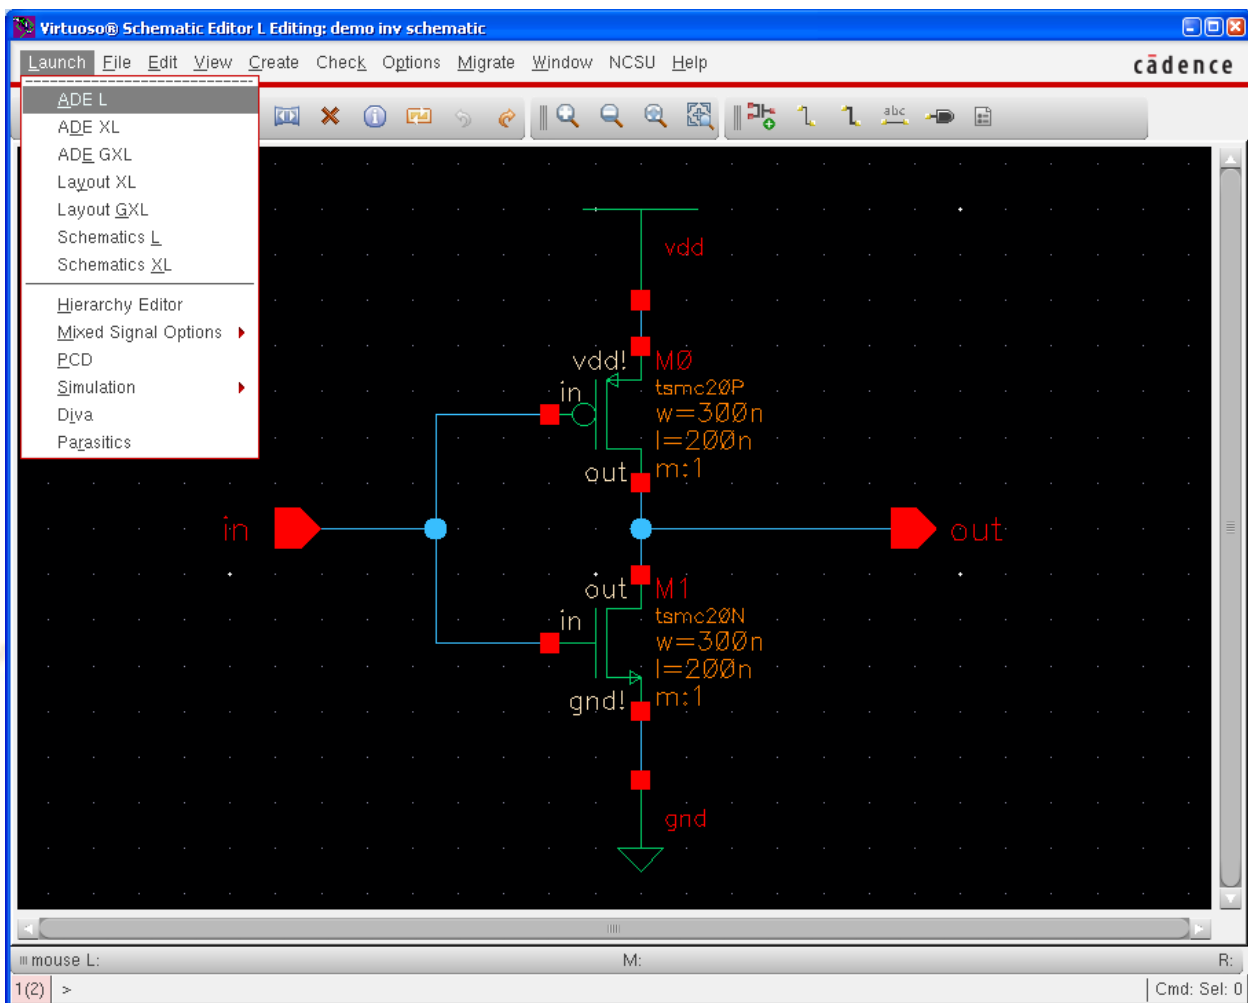 Virtuoso® Schematic Editor L Editing: demo inv schematic
Launch File Edit View Create Check Options Migrate Window NCSU Help
cādence
ADE L
ADE XL
ADE GXL
Layout XL
Layout GXL
Schematics L
Schematics XL
Hierarchy Editor
Mixed Signal Options
PCD
Simulation
Diva
Parasitics
abc
vdd
vdd!
M0
in
tsmc20P
w=300n
l=200n
out
m:1
in
out
out
M1
in
tsmc20N
w=300n
l=200n
gnd!
m:1
gnd
mouse L: M: R:
1(2) > Cmd: Sel: 0